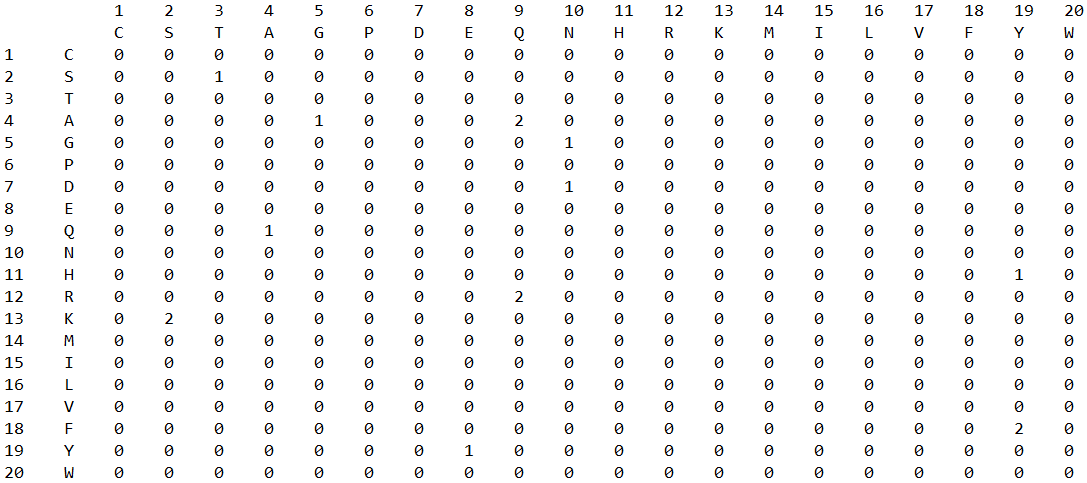 1 2 3 4 5 6 7 8 9 10 11 12 13 14 15 16 17 18 19 20
C S T A G P D E Q N H R K M I L V F Y W
1 C 0 0 0 0 0 0 0 0 0 0 0 0 0 0 0 0 0 0 0 0
2 S 0 0 1 0 0 0 0 0 0 0 0 0 0 0 0 0 0 0 0 0
3 T 0 0 0 0 0 0 0 0 0 0 0 0 0 0 0 0 0 0 0 0
4 A 0 0 0 0 1 0 0 0 2 0 0 0 0 0 0 0 0 0 0 0
5 G 0 0 0 0 0 0 0 0 0 1 0 0 0 0 0 0 0 0 0 0
6 P 0 0 0 0 0 0 0 0 0 0 0 0 0 0 0 0 0 0 0 0
7 D 0 0 0 0 0 0 0 0 0 1 0 0 0 0 0 0 0 0 0 0
8 E 0 0 0 0 0 0 0 0 0 0 0 0 0 0 0 0 0 0 0 0
9 Q 0 0 0 1 0 0 0 0 0 0 0 0 0 0 0 0 0 0 0 0
10 N 0 0 0 0 0 0 0 0 0 0 0 0 0 0 0 0 0 0 0 0
11 H 0 0 0 0 0 0 0 0 0 0 0 0 0 0 0 0 0 0 1 0
12 R 0 0 0 0 0 0 0 0 2 0 0 0 0 0 0 0 0 0 0 0
13 K 0 2 0 0 0 0 0 0 0 0 0 0 0 0 0 0 0 0 0 0
14 M 0 0 0 0 0 0 0 0 0 0 0 0 0 0 0 0 0 0 0 0
15 I 0 0 0 0 0 0 0 0 0 0 0 0 0 0 0 0 0 0 0 0
16 L 0 0 0 0 0 0 0 0 0 0 0 0 0 0 0 0 0 0 0 0
17 V 0 0 0 0 0 0 0 0 0 0 0 0 0 0 0 0 0 0 0 0
18 F 0 0 0 0 0 0 0 0 0 0 0 0 0 0 0 0 0 0 2 0
19 Y 0 0 0 0 0 0 0 1 0 0 0 0 0 0 0 0 0 0 0 0
20 W 0 0 0 0 0 0 0 0 0 0 0 0 0 0 0 0 0 0 0 0